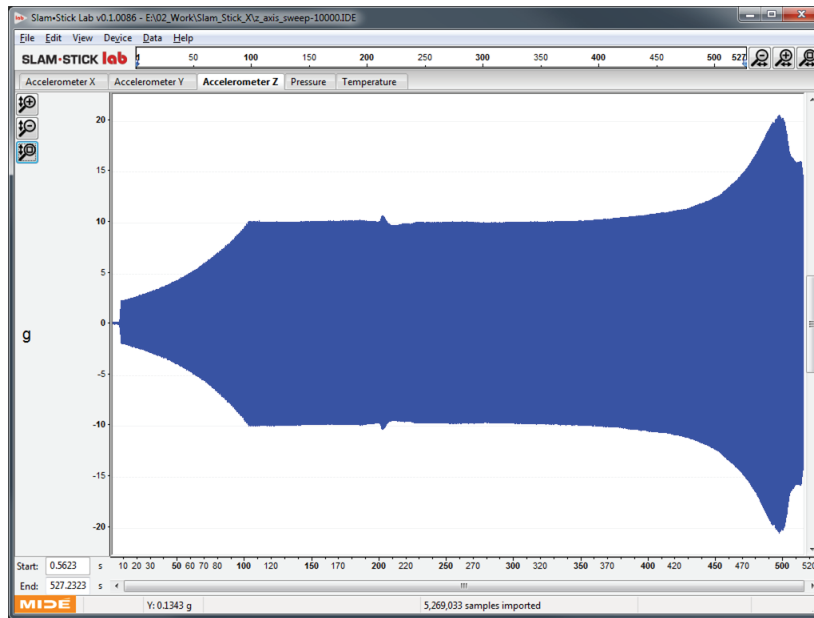 Slam•Stick Lab v0.1.0086 - E:\02_Work\Slam_Stick_X\z_axis_sweep-10000.IDE
File Edit View Device Data Help
SLAM•STICK lab 50 100 150 200 250 300 350 400 450 500 527
Accelerometer X Accelerometer Y Accelerometer Z Pressure Temperature
20
15
10
5
0
g
-5
-10
-15
-20
Start: 0.5623 s 10 20 30 50 60 70 80 100 120 150 170 200 220 250 270 300 320 350 370 400 420 450 470 500 520
End: 527.2323 s
MIDE Y: 0.1343 g 5,269,033 samples imported